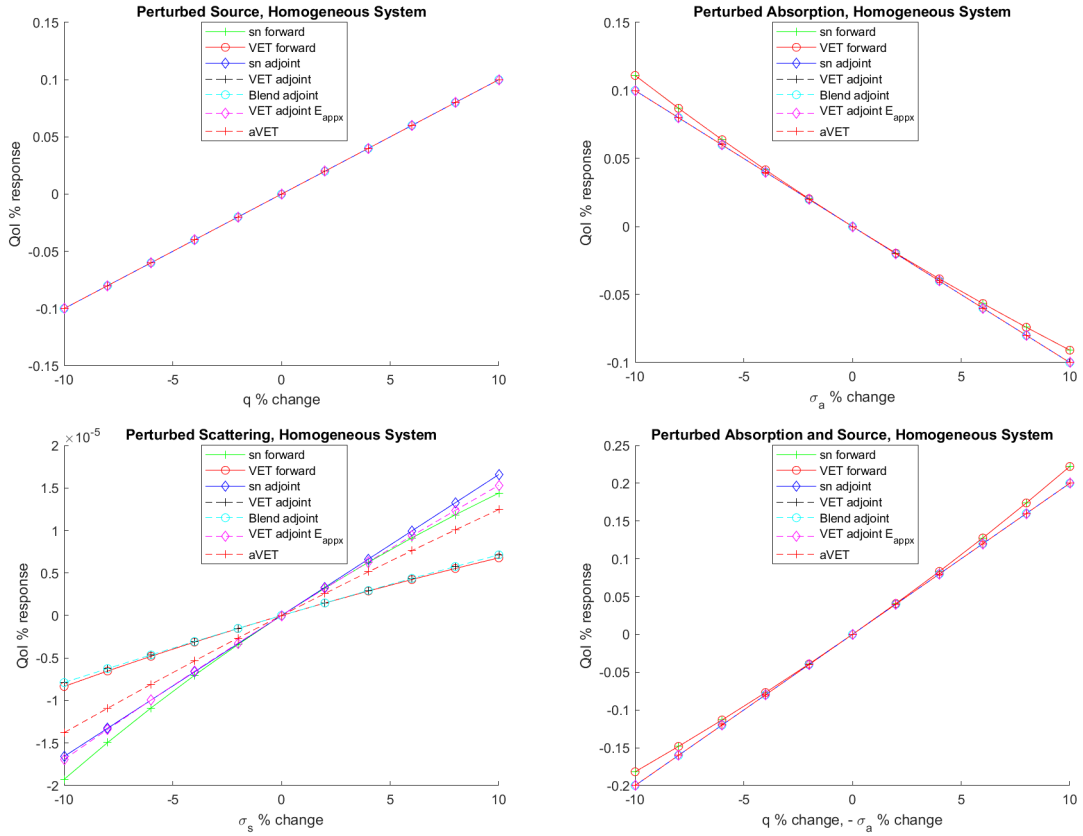 Perturbed Source, Homogeneous System
sn forward
VET forward
sn adjoint
VET adjoint
Blend adjoint
VET adjoint E_appx
aVET
0.15
0.1
0.05
0
-0.05
-0.1
-0.15
QoI % response
-10
-5
0
5
10
q % change
Perturbed Absorption, Homogeneous System
sn forward
VET forward
sn adjoint
VET adjoint
Blend adjoint
VET adjoint E_appx
aVET
0.15
0.1
0.05
0
-0.05
-0.1
QoI % response
-10
-5
0
5
10
σ_a % change
Perturbed Scattering, Homogeneous System
×10^-5
sn forward
VET forward
sn adjoint
VET adjoint
Blend adjoint
VET adjoint E_appx
aVET
2
1.5
1
0.5
0
-0.5
-1
-1.5
-2
QoI % response
-10
-5
0
5
10
σ_s % change
Perturbed Absorption and Source, Homogeneous System
sn forward
VET forward
sn adjoint
VET adjoint
Blend adjoint
VET adjoint E_appx
aVET
0.25
0.2
0.15
0.1
0.05
0
-0.05
-0.1
-0.15
-0.2
QoI % response
-10
-5
0
5
10
q % change, - σ_a % change